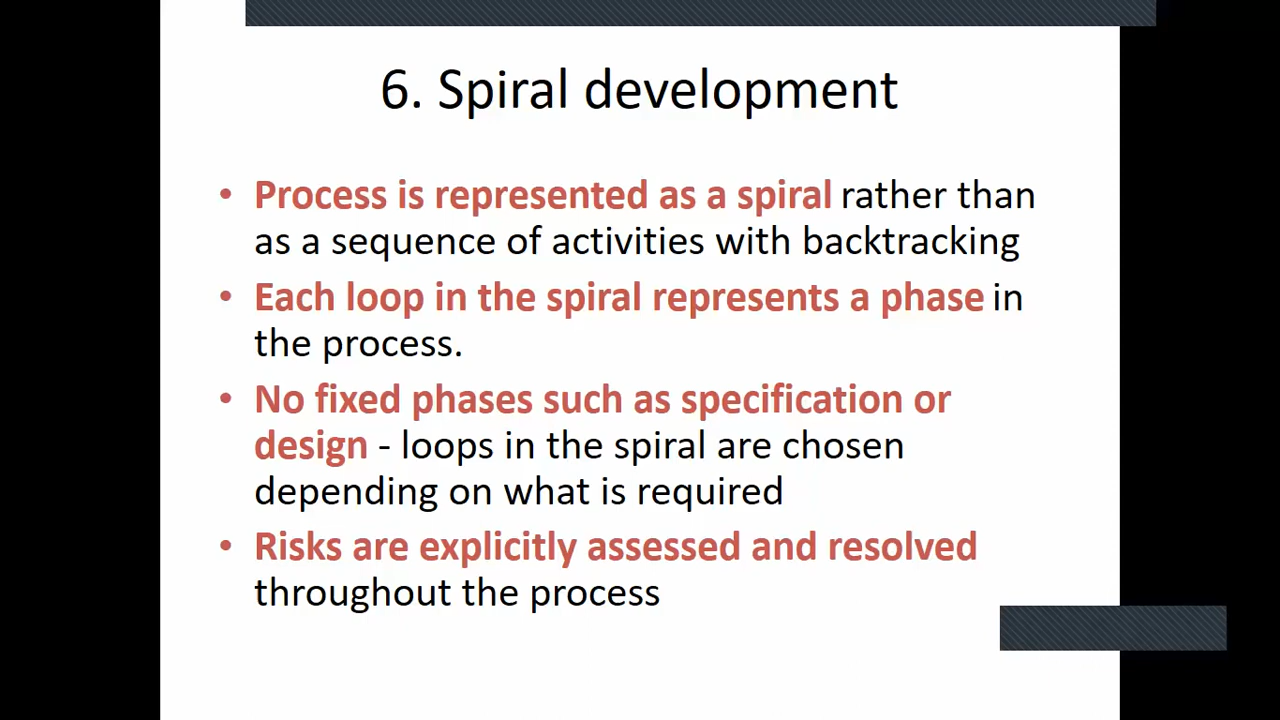 6. Spiral development
• Process is represented as a spiral rather than
as a sequence of activities with backtracking
• Each loop in the spiral represents a phase in
the process.
• No fixed phases such as specification or
design - loops in the spiral are chosen
depending on what is required
• Risks are explicitly assessed and resolved
throughout the process